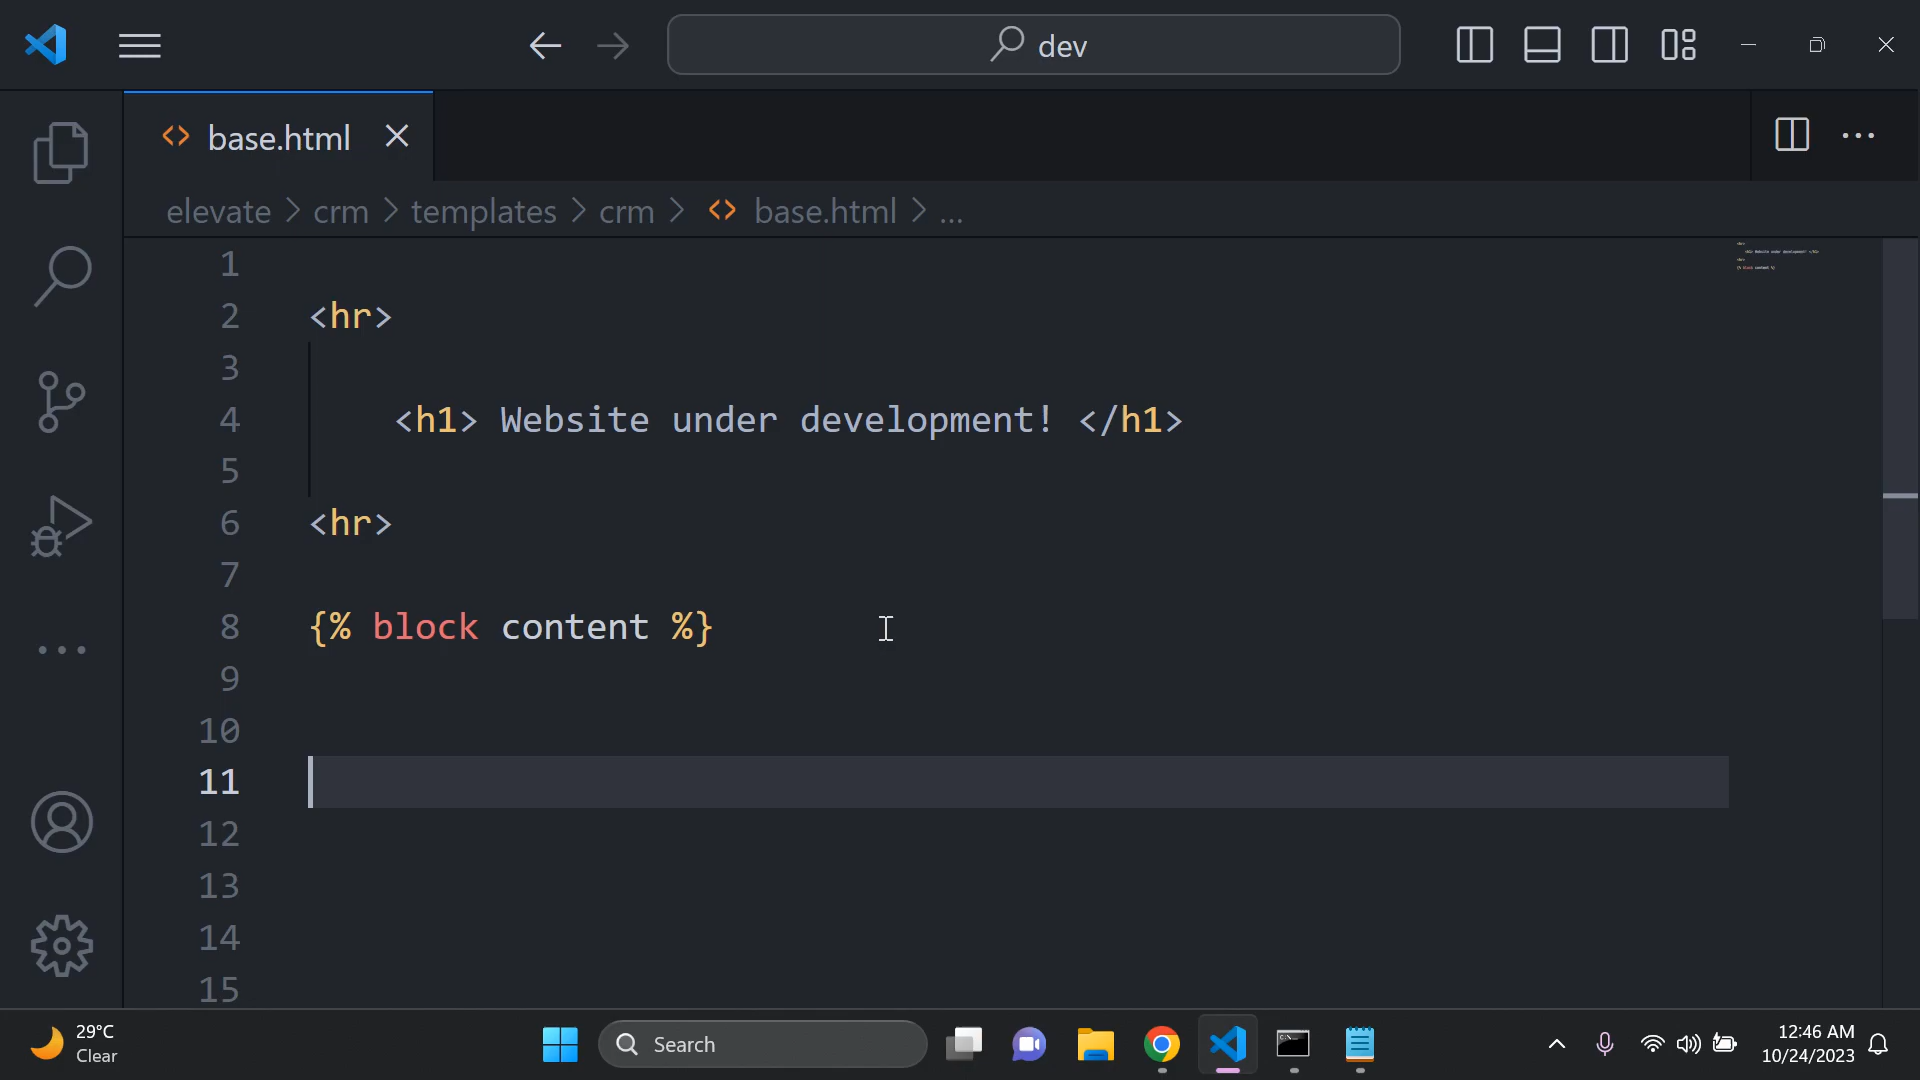 dev
base.html
elevate > crm > templates > crm > <> base.html > ...
1
2 <hr>
3
4 <h1> Website under development! </h1>
5
6 <hr>
7
8 {% block content %}
9
10
11
12
13
14
15
29°C
Clear
Search
12:46 AM
10/24/2023